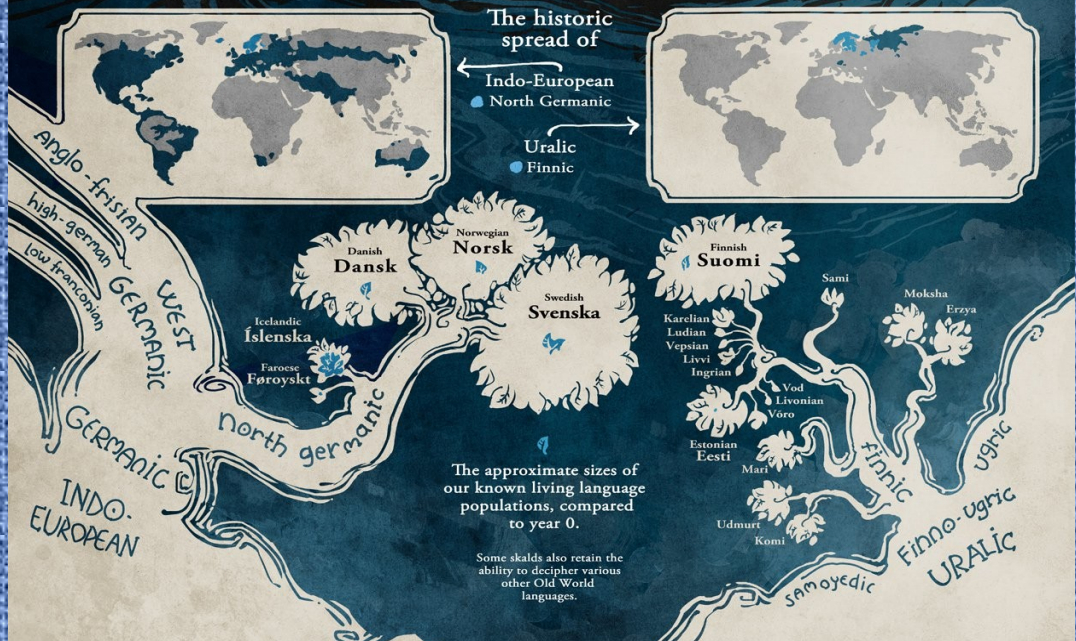 The historic
spread of
Indo-European
North Germanic
Uralic
Finnic
Anglo-frisian
high-german
low franconian
WEST
GERMANIC
GERMANIC
INDO-
EUROPEAN
north germanic
Danish
Dansk
Norwegian
Norsk
Swedish
Svenska
Icelandic
Íslenska
Faroese
Føroyskt
Finnish
Suomi
Sami
Moksha
Erzya
Karelian
Ludian
Vepsian
Livvi
Ingrian
Vod
Livonian
Vóro
Estonian
Eesti
Mari
Udmurt
Komi
finnic
ugric
Finno-Ugric
URALIC
samoyedic
The approximate sizes of
our known living language
populations, compared
to year 0.
Some skalds also retain the
ability to decipher various
other Old World
languages.